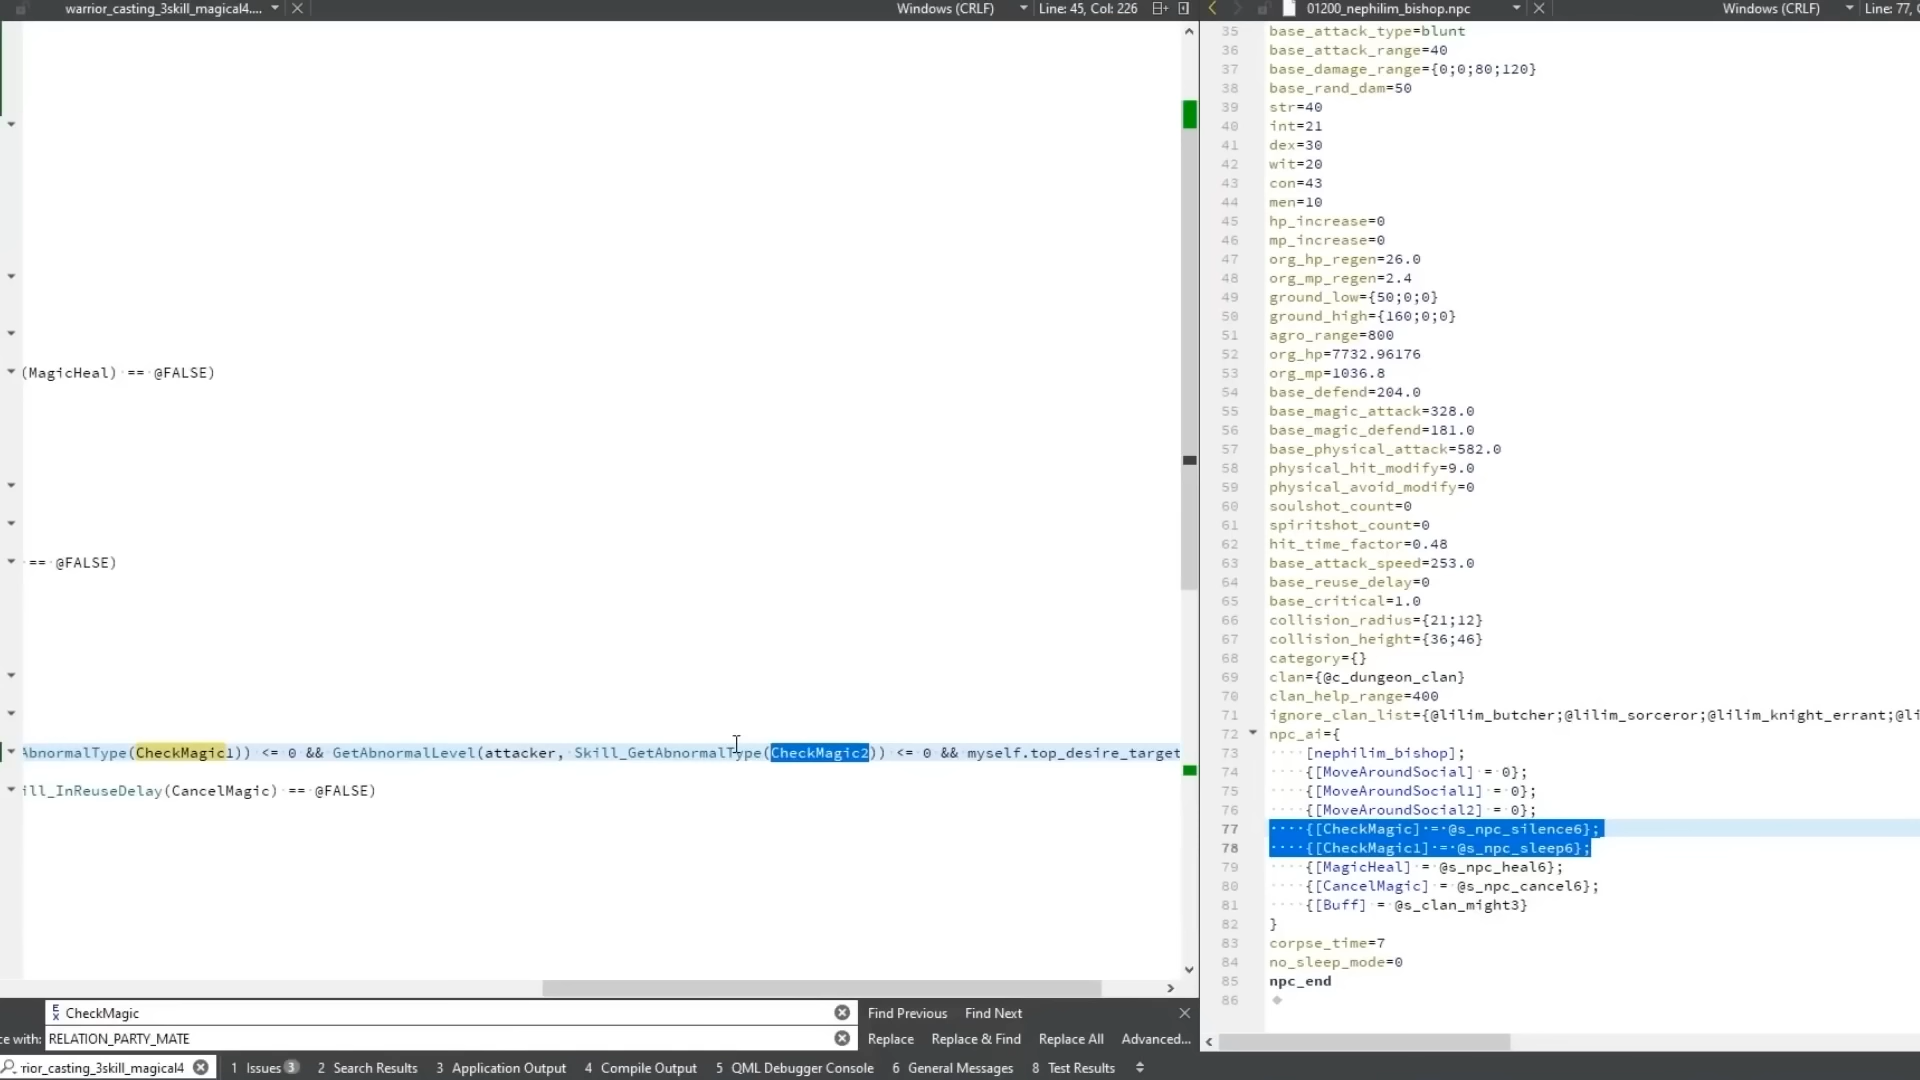 warrior_casting_3skill_magical4....
Windows (CRLF)
Line: 45, Col: 226
01200_nephilim_bishop.npc
Windows (CRLF)
Line: 77,
(MagicHeal) == @FALSE)
== @FALSE)
AbnormalType(CheckMagic1)) <= 0 && GetAbnormalLevel(attacker, Skill_GetAbnormalType(CheckMagic2)) <= 0 && myself.top_desire_target
ill_InReuseDelay(CancelMagic) == @FALSE)
35 base_attack_type=blunt
36 base_attack_range=40
37 base_damage_range={0;0;80;120}
38 base_rand_dam=50
39 str=40
40 int=21
41 dex=30
42 wit=20
43 con=43
44 men=10
45 hp_increase=0
46 mp_increase=0
47 org_hp_regen=26.0
48 org_mp_regen=2.4
49 ground_low={50;0;0}
50 ground_high={160;0;0}
51 agro_range=800
52 org_hp=7732.96176
53 org_mp=1036.8
54 base_defend=204.0
55 base_magic_attack=328.0
56 base_magic_defend=181.0
57 base_physical_attack=582.0
58 physical_hit_modify=9.0
59 physical_avoid_modify=0
60 soulshot_count=0
61 spiritshot_count=0
62 hit_time_factor=0.48
63 base_attack_speed=253.0
64 base_reuse_delay=0
65 base_critical=1.0
66 collision_radius={21;12}
67 collision_height={36;46}
68 category={}
69 clan={@c_dungeon_clan}
70 clan_help_range=400
71 ignore_clan_list={@lilim_butcher;@lilim_sorceror;@lilim_knight_errant;@li
72 npc_ai={
73 [nephilim_bishop];
74 {[MoveAroundSocial] = 0};
75 {[MoveAroundSocial1] = 0};
76 {[MoveAroundSocial2] = 0};
77 {[CheckMagic] = @s_npc_silence6};
78 {[CheckMagic1] = @s_npc_sleep6};
79 {[MagicHeal] = @s_npc_heal6};
80 {[CancelMagic] = @s_npc_cancel6};
81 {[Buff] = @s_clan_might3}
82 }
83 corpse_time=7
84 no_sleep_mode=0
85 npc_end
86
CheckMagic
Find Previous Find Next
ce with: RELATION_PARTY_MATE
Replace Replace & Find Replace All Advanced...
rior_casting_3skill_magical4
1 Issues 3 2 Search Results 3 Application Output 4 Compile Output 5 QML Debugger Console 6 General Messages 8 Test Results